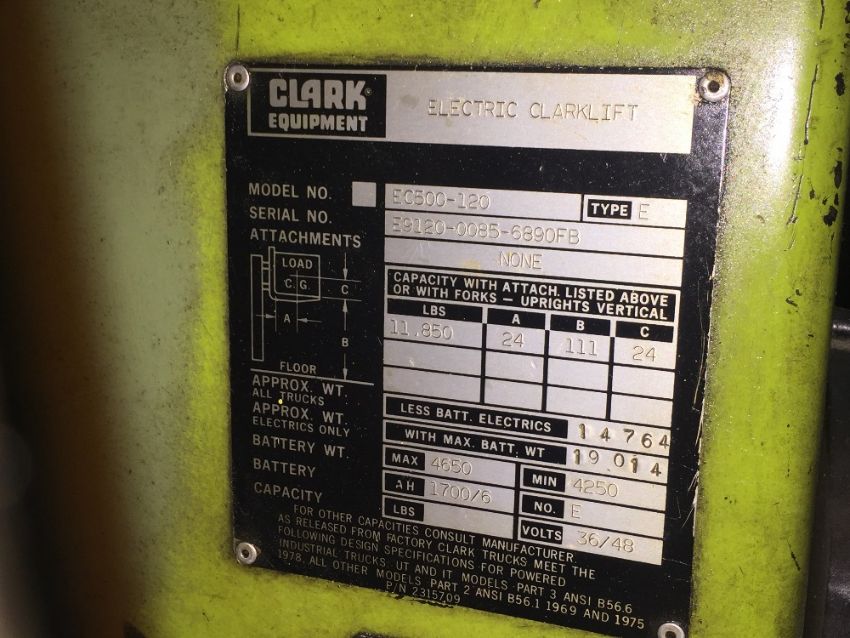 CLARK
EQUIPMENT
ELECTRIC CLARKLIFT
MODEL NO. EC500-120 TYPE E
SERIAL NO. E9120-0085-6890FB
ATTACHMENTS NONE
LOAD
C.G.
C
A
B
FLOOR
CAPACITY WITH ATTACH. LISTED ABOVE
OR WITH FORKS — UPRIGHTS VERTICAL
LBS A B C
11,850 24 111 24
APPROX. WT.
ALL TRUCKS
LESS BATT. ELECTRICS 14764
APPROX. WT.
ELECTRICS ONLY
WITH MAX. BATT. WT 19.014
BATTERY WT. MAX 4650 MIN 4250
BATTERY AH 1700/6 NO. E
CAPACITY LBS VOLTS 36/48
FOR OTHER CAPACITIES CONSULT MANUFACTURER.
AS RELEASED FROM FACTORY CLARK TRUCKS MEET THE
FOLLOWING DESIGN SPECIFICATIONS FOR POWERED
INDUSTRIAL TRUCKS. UT AND IT MODELS-PART 3 ANSI B56.6
1978. ALL OTHER MODELS-PART 2 ANSI B56.1 1969 AND 1975
P/N 2315709